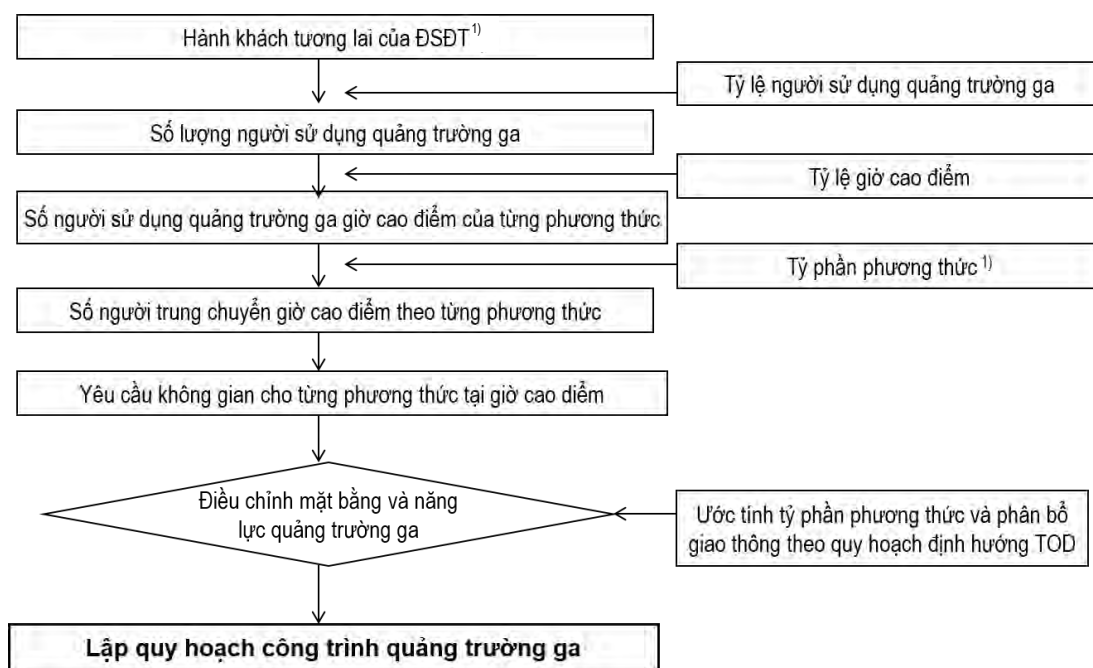 Hành khách tương lai của ĐSĐT 1)
Tỷ lệ người sử dụng quảng trường ga
Số lượng người sử dụng quảng trường ga
Tỷ lệ giờ cao điểm
Số người sử dụng quảng trường ga giờ cao điểm của từng phương thức
Tỷ phần phương thức 1)
Số người trung chuyển giờ cao điểm theo từng phương thức
Yêu cầu không gian cho từng phương thức tại giờ cao diểm
Điều chỉnh mặt bằng và năng
lực quảng trường ga
Ước tính tỷ phần phương thức và phân bổ
giao thông theo quy hoạch định hướng TOD
Lập quy hoạch công trình quảng trường ga